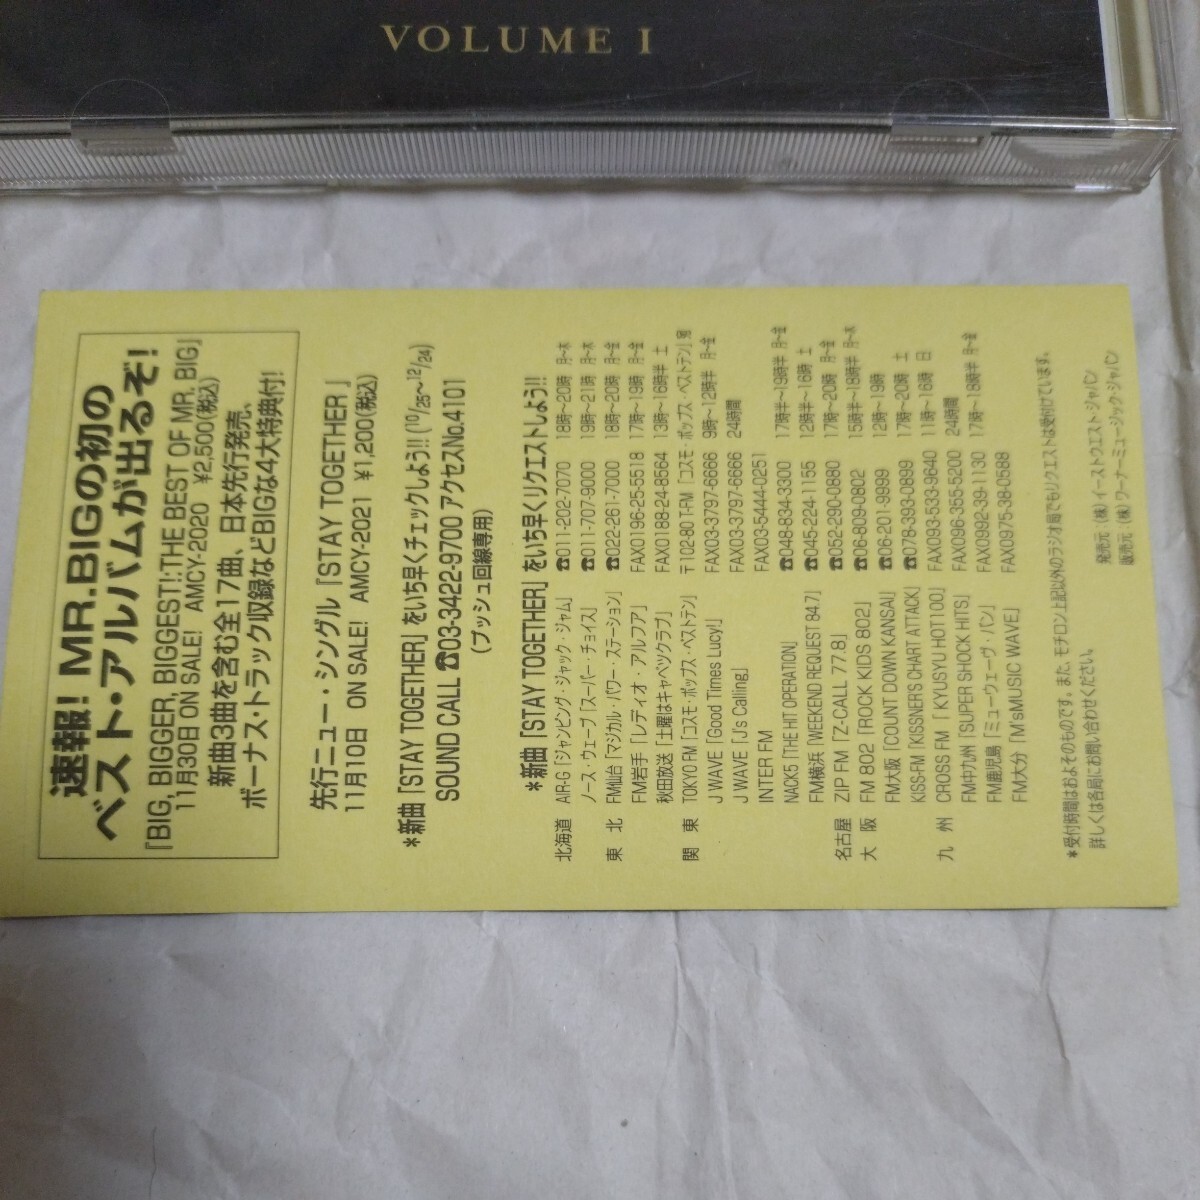 VOLUME I
速報! MR.BIGの初の
ベスト・アルバムが出るぞ!
「BIG, BIGGER, BIGGEST!:THE BEST OF MR. BIG」
11月30日 ON SALE! AMCY-2020 ¥2,500(税込)
新曲3曲を含む全17曲、日本先行発売、
ボーナス・トラック収録などBIGな4大特典付!
先行ニュー・シングル「STAY TOGETHER」
11月10日 ON SALE! AMCY-2021 ¥1,200(税込)
*新曲「STAY TOGETHER」をいち早くチェックしよう!! (10/25〜12/24)
SOUND CALL ☎03-3422-9700 アクセスNo.4101
(プッシュ回線専用)
*新曲「STAY TOGETHER」をいち早くリクエストしよう!!
北海道 AIR-G「ジャンピング・ジャック・ジャム」 ☎011-202-7070 18時〜20時 月〜木
ノース・ウェーブ「スーパー・チョイス」 ☎011-707-9000 19時〜21時 月〜木
東 北 FM仙台「マジカル・パワー・ステーション」 ☎022-261-7000 18時〜20時 月〜金
FM岩手「レディオ・アルファ」 FAX0196-25-5518 17時〜19時 月〜金
秋田放送「土曜はキャベツクラブ」 FAX0188-24-8564 13時〜16時半 土
関 東 TOKYO FM「コスモ・ポップス・ベストテン」 〒102-80 T-FM「コスモ・ポップス・ベストテン」宛
J WAVE「Good Times Lucy!」 FAX03-3797-6666 9時〜12時半 月〜金
J WAVE「J's Calling」 FAX03-3797-6666 24時間
INTER FM FAX03-5444-0251
NACK5「THE HIT OPERATION」 ☎048-834-3300 17時半〜19時半 月〜金
FM横浜「WEEKEND REQUEST 84.7」 ☎045-224-1155 12時半〜16時 土
名古屋 ZIP FM「Z-CALL 77.8」 ☎052-290-0880 17時〜20時 月〜金
大 阪 FM 802「ROCK KIDS 802」 ☎06-809-0802 15時半〜18時半 月〜木
FM大阪「COUNT DOWN KANSAI」 ☎06-201-9999 12時〜19時
KISS-FM「KISSNER'S CHART ATTACK」 ☎078-393-0899 17時〜20時 土
九 州 CROSS FM「KYUSYU HOT100」 FAX093-533-9640 11時〜16時 日
FM中九州「SUPER SHOCK HITS」 FAX096-355-5200 24時間
FM鹿児島「ミューウェーヴ・パン」 FAX0992-39-1130 17時〜18時半 月〜金
FM大分「M'sMUSIC WAVE」 FAX0975-38-0588
*受付時間はおよそのものです。また、モチロン上記以外のラジオ局でもリクエストは受付けています。
詳しくは各局にお問い合わせください。
発売元:(株)イーストウエスト・ジャパン
販売元:(株)ワーナーミュージック・ジャパン